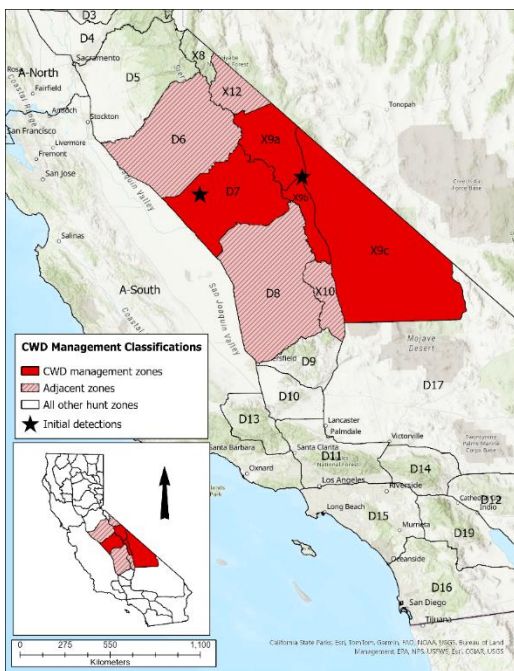 D3
D4
Sacramento
X8
A-North
Fairfield
D5
X12
Antioch
Stockton
Tonopah
San Francisco
Livermore
Fremont
D6
X9a
San Jose
D7
X9b
Salinas
X9c
A-South
D8
X10
San Joaquin Valley
Mojave
Desert
D9
D17
D10
CWD Management Classifications
CWD management zones
Adjacent zones
All other hunt zones
Initial detections
D13
Lancaster
Palmdale
Victorville
Santa Barbara
Santa Clarita
D11
D14
Oxnard
Los Angeles
Riverside
D12
Indio
Long Beach
D15
Murrieta
D19
Oceanside
D16
San Diego
Tijuana
0 275 550 1,100
Kilometers
California State Parks, Esri, TomTom, Garmin, FAO, NOAA, USGS, Bureau of Land
Management, EPA, NPS, USFWS, Esri, CGIAR, USGS